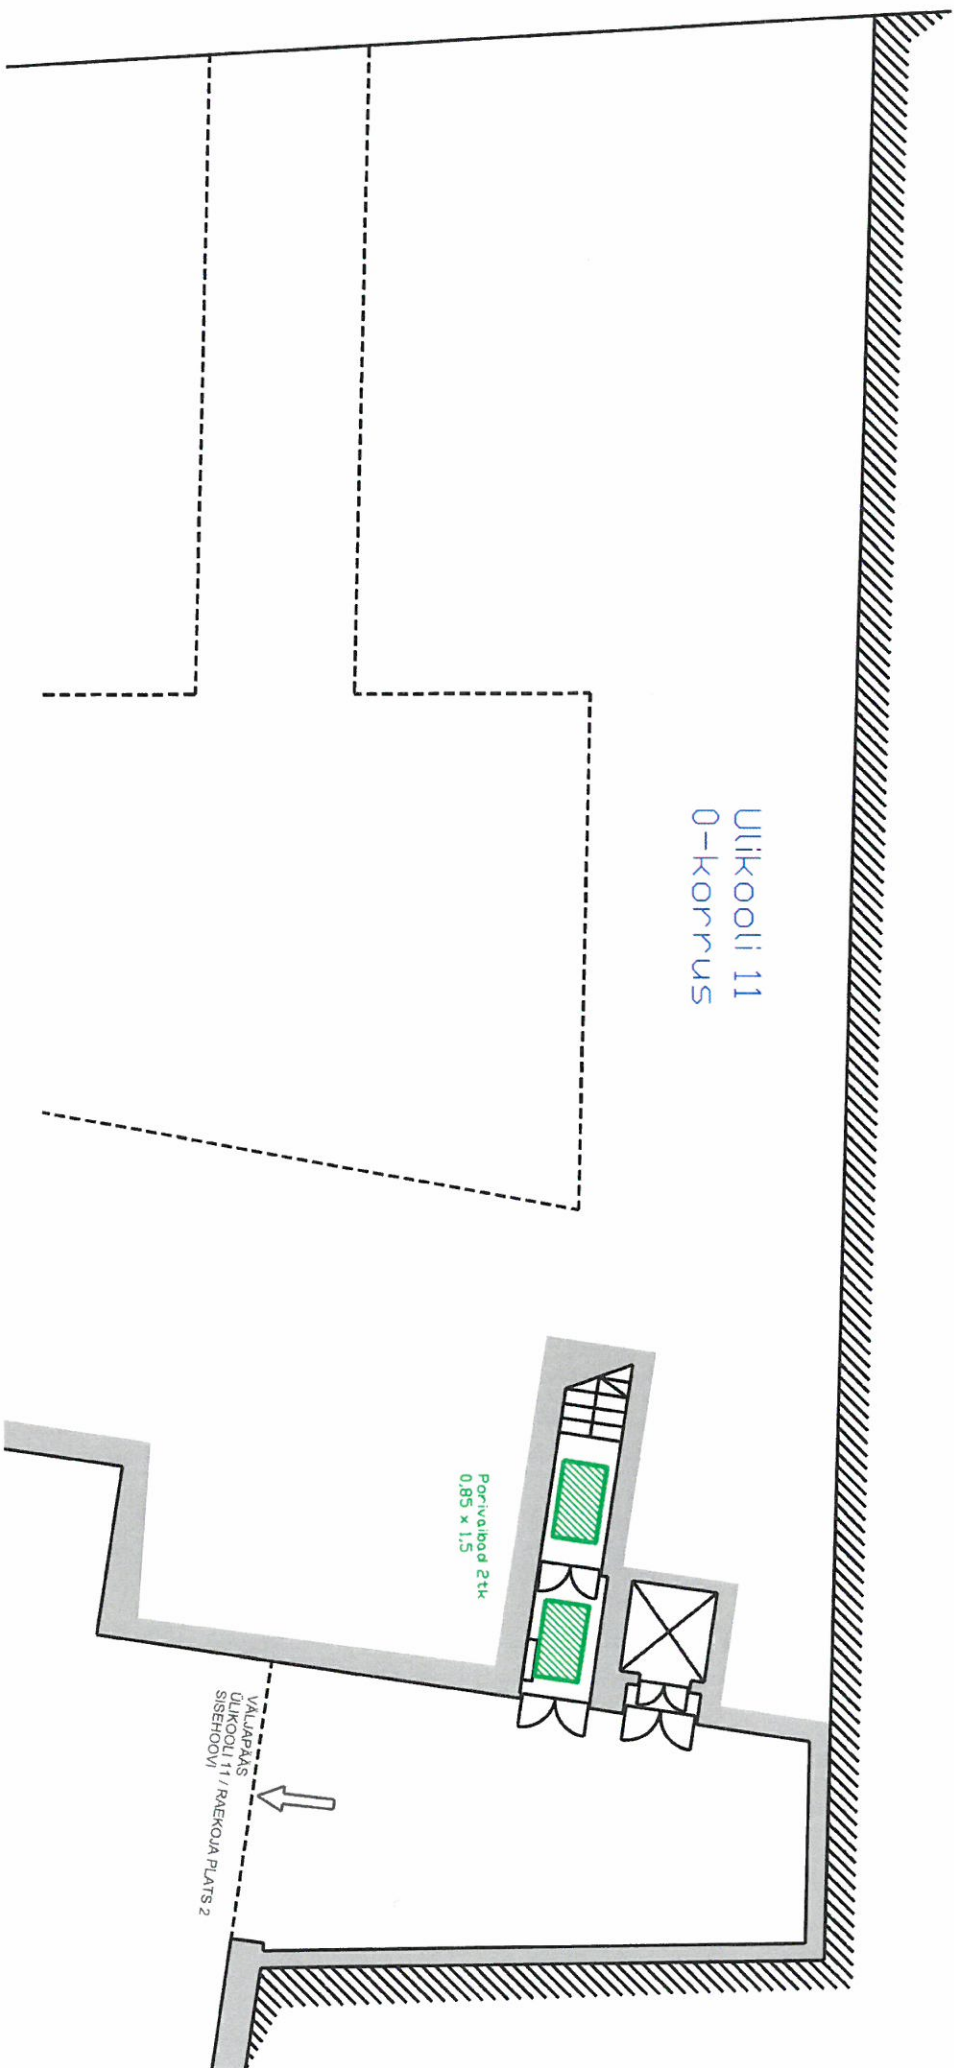 Ülikooli 11
0-korrus
Porivaibad 2tk
0,85 x 1,5
VÄLJAPÄÄS
ÜLIKOOLI 11 / RAEKOJA PLATS 2
SISEHOOVI